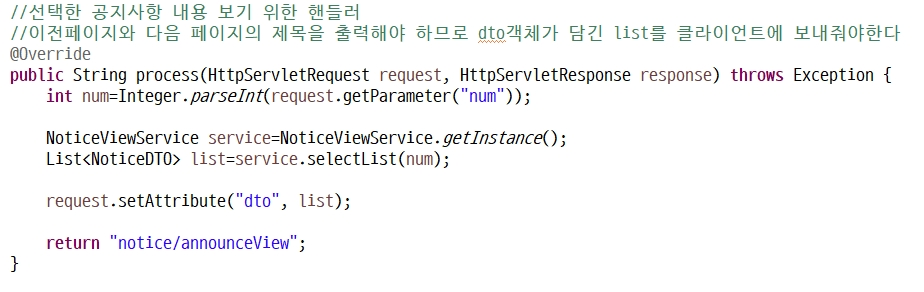 //선택한 공지사항 내용 보기 위한 핸들러
//이전페이지와 다음 페이지의 제목을 출력해야 하므로 dto객체가 담긴 list를 클라이언트에 보내줘야한다
@Override
public String process(HttpServletRequest request, HttpServletResponse response) throws Exception {
    int num=Integer.parseInt(request.getParameter("num"));
    NoticeViewService service=NoticeViewService.getInstance();
    List<NoticeDTO> list=service.selectList(num);
    request.setAttribute("dto", list);
    return "notice/announceView";
}